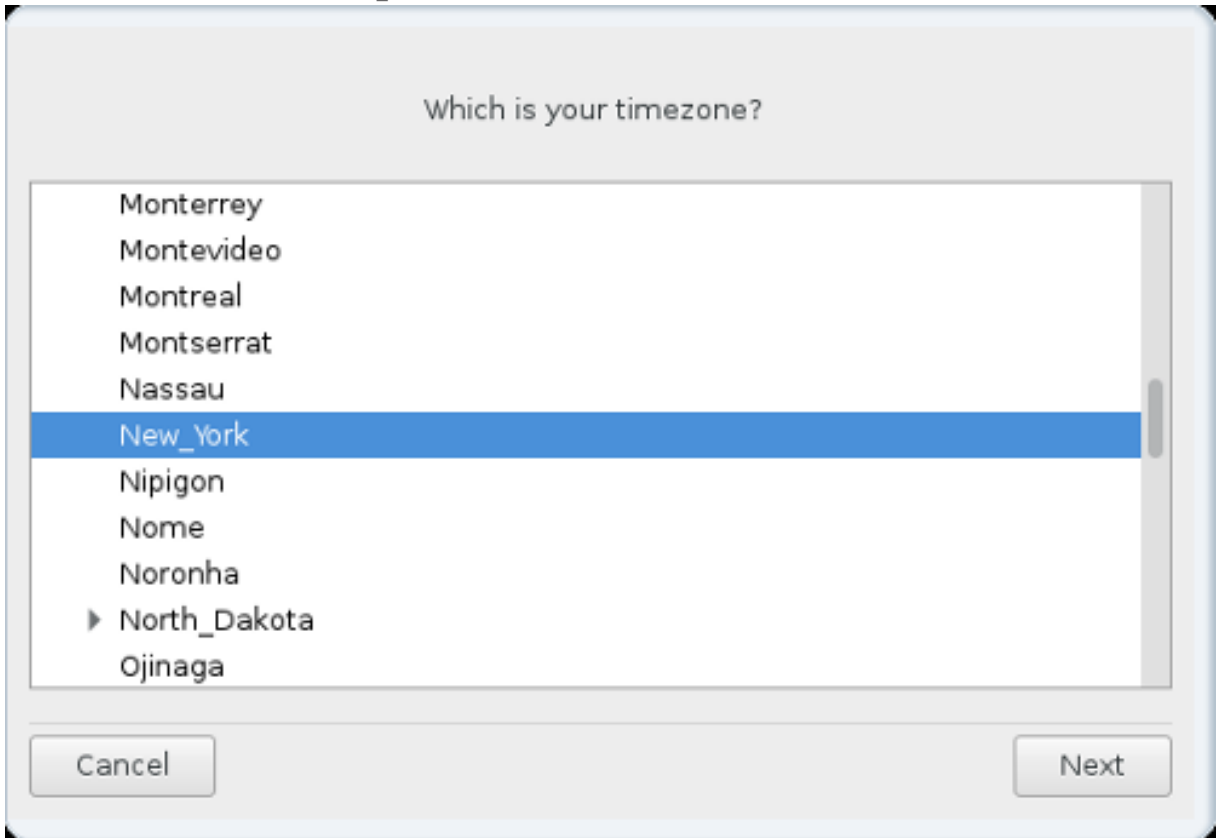 Which is your timezone?
Monterrey
Montevideo
Montreal
Montserrat
Nassau
New_York
Nipigon
Nome
Noronha
North_Dakota
Ojinaga
Cancel
Next